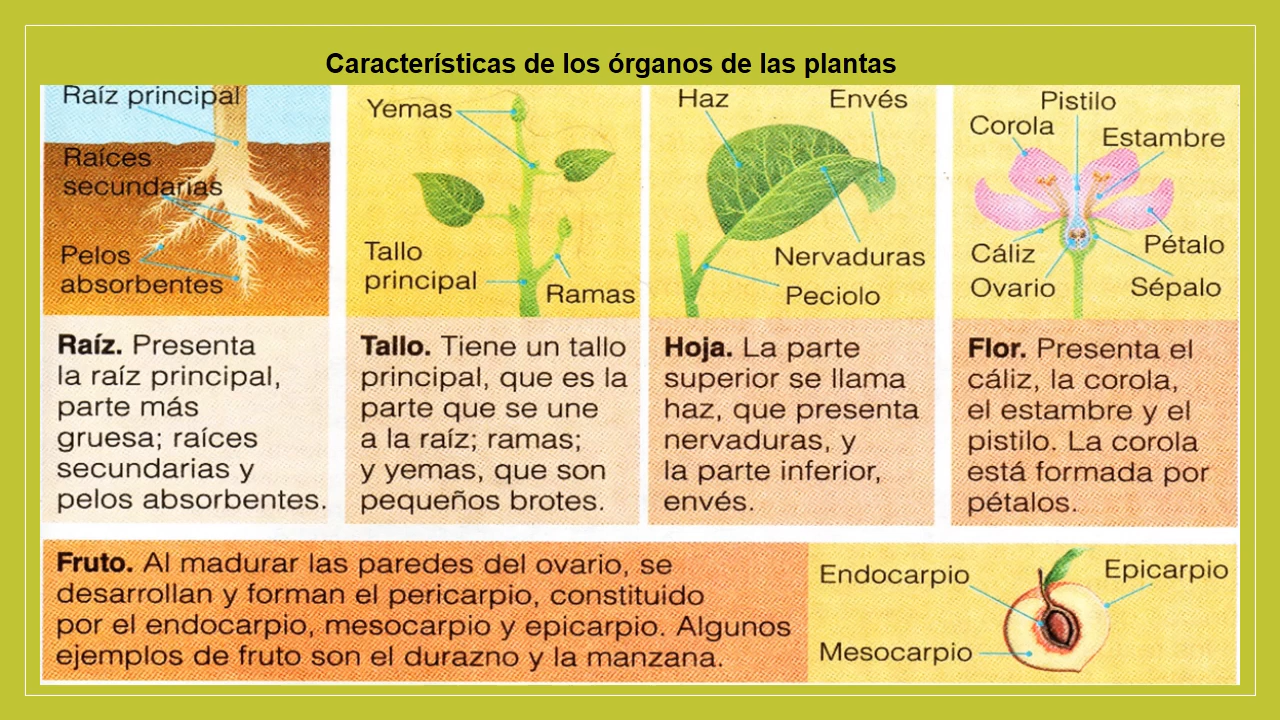 Características de los órganos de las plantas
Raíz principal
Raíces
secundarias
Pelos
absorbentes
Yemas
Tallo
principal
Ramas
Haz
Envés
Nervaduras
Peciolo
Pistilo
Corola
Estambre
Cáliz
Pétalo
Ovario
Sépalo
Raíz. Presenta
la raíz principal,
parte más
gruesa; raíces
secundarias y
pelos absorbentes.
Tallo. Tiene un tallo
principal, que es la
parte que se une
a la raíz; ramas;
y yemas, que son
pequeños brotes.
Hoja. La parte
superior se llama
haz, que presenta
nervaduras, y
la parte inferior,
envés.
Flor. Presenta el
cáliz, la corola,
el estambre y el
pistilo. La corola
está formada por
pétalos.
Fruto. Al madurar las paredes del ovario, se
desarrollan y forman el pericarpio, constituido
por el endocarpio, mesocarpio y epicarpio. Algunos
ejemplos de fruto son el durazno y la manzana.
Endocarpio
Epicarpio
Mesocarpio